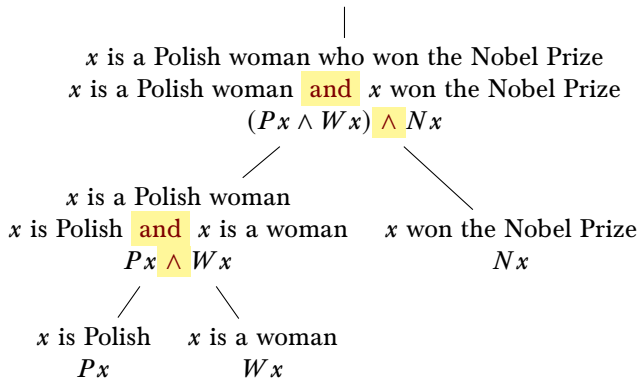 x is a Polish woman who won the Nobel Prize
x is a Polish woman and x won the Nobel Prize
(Px ∧ Wx) ∧ Nx
x is a Polish woman
x is Polish and x is a woman
Px ∧ Wx
x won the Nobel Prize
Nx
x is Polish
Px
x is a woman
Wx